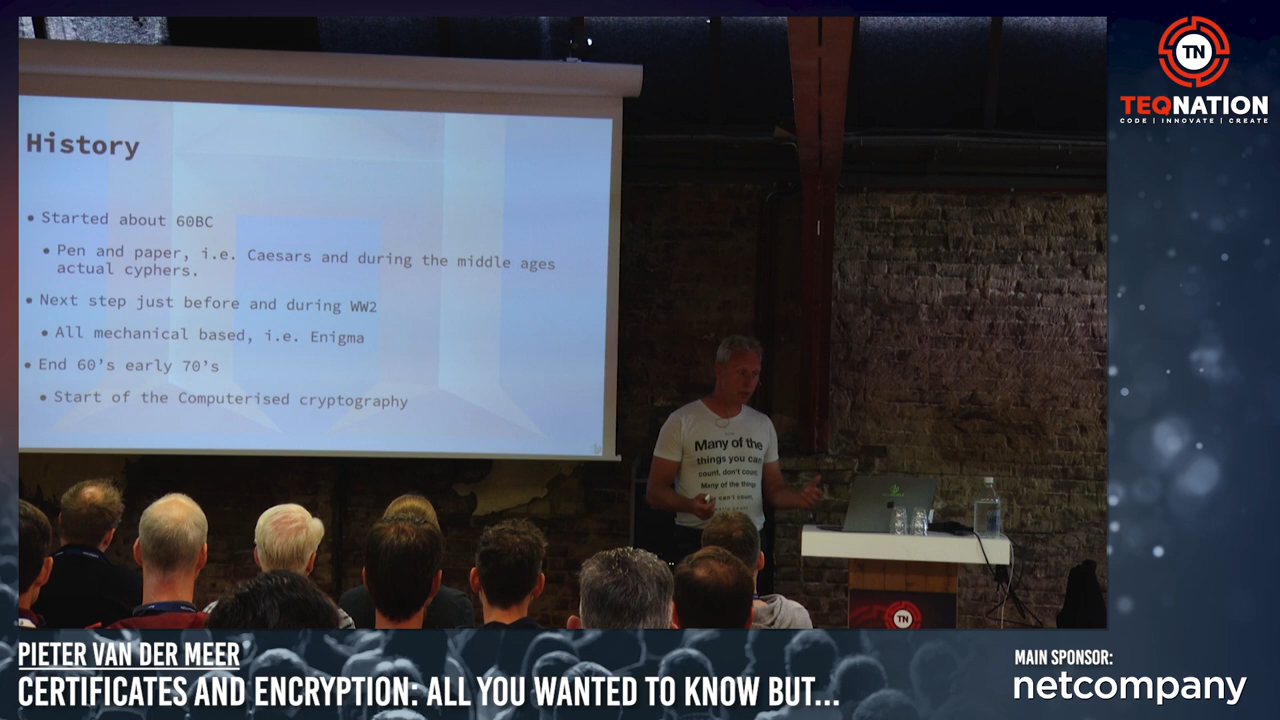 TN
TEQNATION
CODE | INNOVATE | CREATE
History
• Started about 60BC
• Pen and paper, i.e. Caesars and during the middle ages
actual cyphers.
• Next step just before and during WW2
• All mechanical based, i.e. Enigma
• End 60's early 70's
• Start of the Computerised cryptography
Many of the
things you can
count, don't count
Many of the things
can't count
TN
PIETER VAN DER MEER
CERTIFICATES AND ENCRYPTION: ALL YOU WANTED TO KNOW BUT...
MAIN SPONSOR:
netcompany